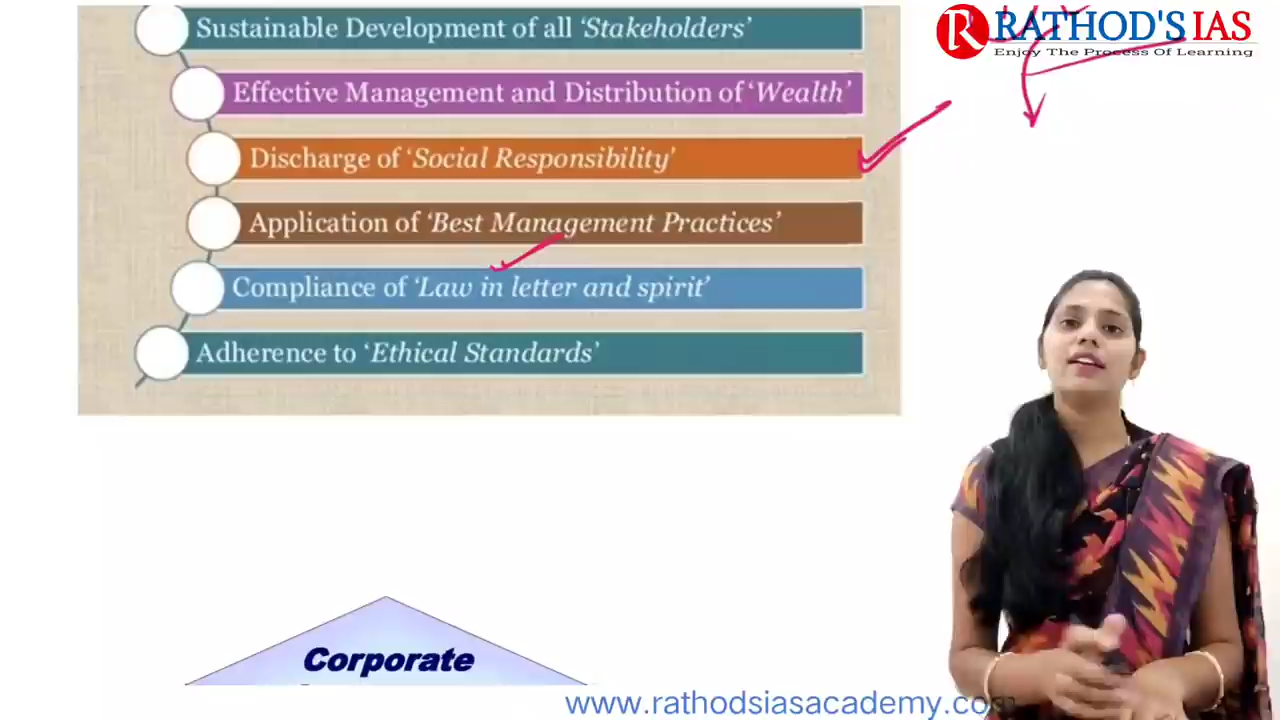 Sustainable Development of all 'Stakeholders'
RATHOD'S IAS
Enjoy The Process Of Learning
Effective Management and Distribution of 'Wealth'
Discharge of 'Social Responsibility'
Application of 'Best Management Practices'
Compliance of 'Law in letter and spirit'
Adherence to 'Ethical Standards'
Corporate
www.rathodsiasacademy.com